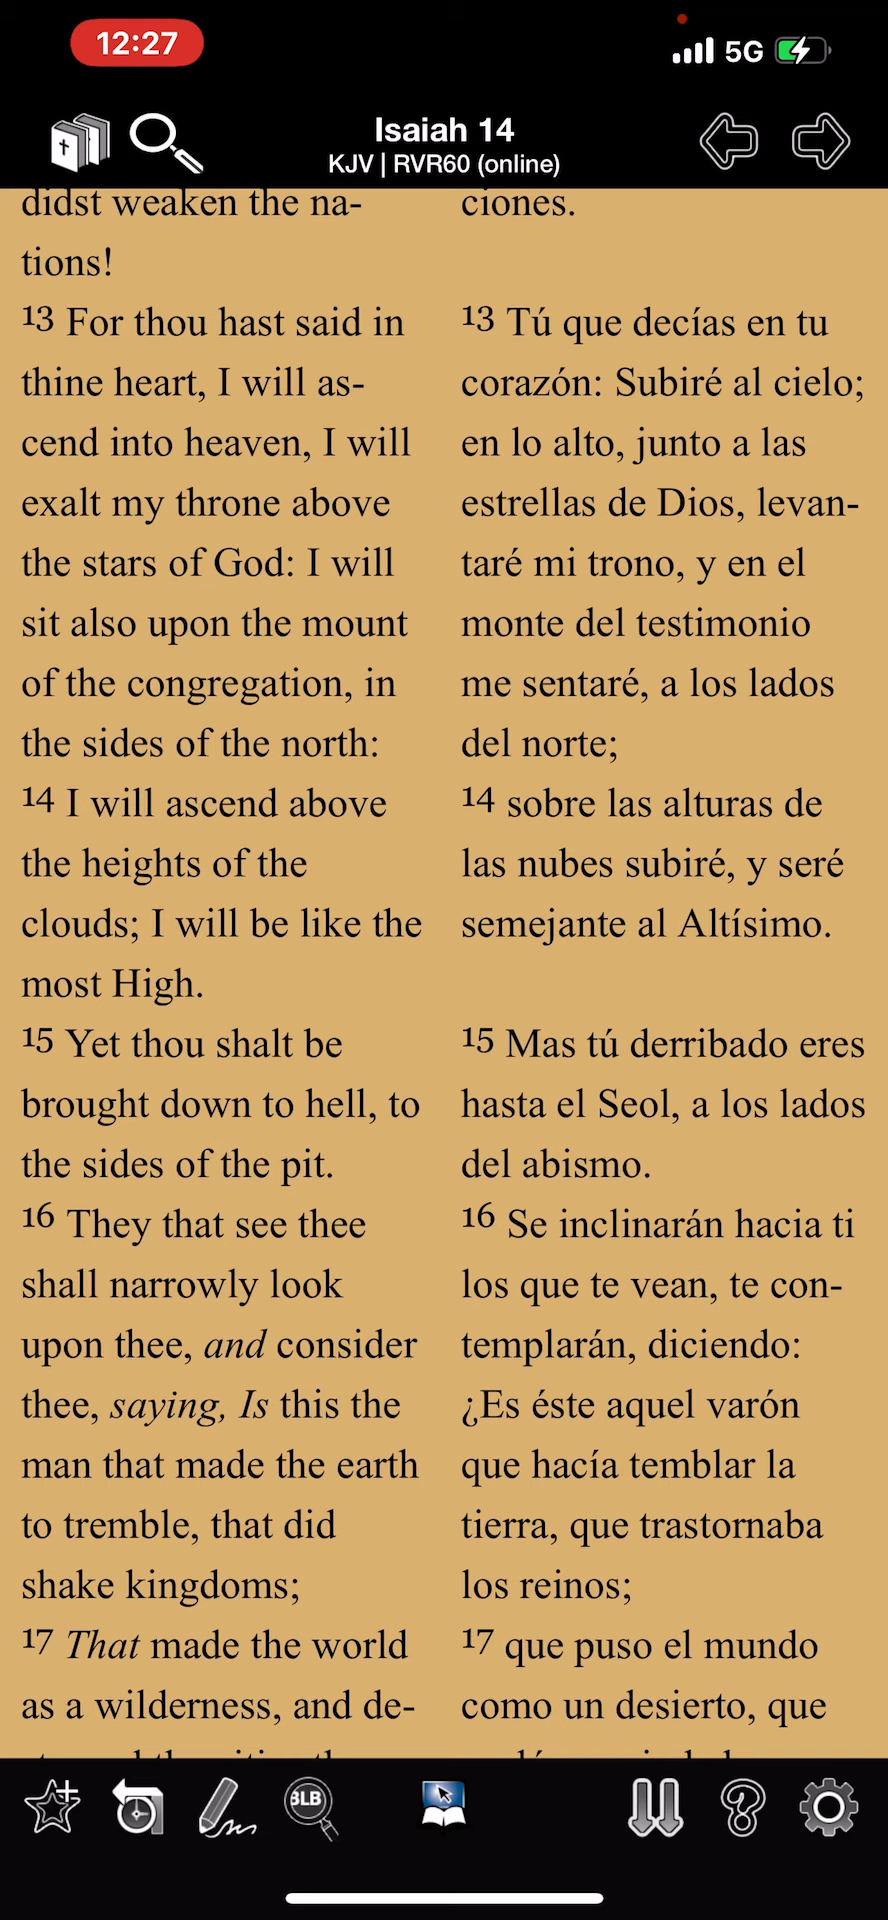 12:27
5G
Isaiah 14
KJV | RVR60 (online)
didst weaken the na-
tions!
13 For thou hast said in
thine heart, I will as-
cend into heaven, I will
exalt my throne above
the stars of God: I will
sit also upon the mount
of the congregation, in
the sides of the north:
14 I will ascend above
the heights of the
clouds; I will be like the
most High.
15 Yet thou shalt be
brought down to hell, to
the sides of the pit.
16 They that see thee
shall narrowly look
upon thee, and consider
thee, saying, Is this the
man that made the earth
to tremble, that did
shake kingdoms;
17 That made the world
as a wilderness, and de-
ciones.
13 Tú que decías en tu
corazón: Subiré al cielo;
en lo alto, junto a las
estrellas de Dios, levan-
taré mi trono, y en el
monte del testimonio
me sentaré, a los lados
del norte;
14 sobre las alturas de
las nubes subiré, y seré
semejante al Altísimo.
15 Mas tú derribado eres
hasta el Seol, a los lados
del abismo.
16 Se inclinarán hacia ti
los que te vean, te con-
templarán, diciendo:
¿Es éste aquel varón
que hacía temblar la
tierra, que trastornaba
los reinos;
17 que puso el mundo
como un desierto, que
BLB